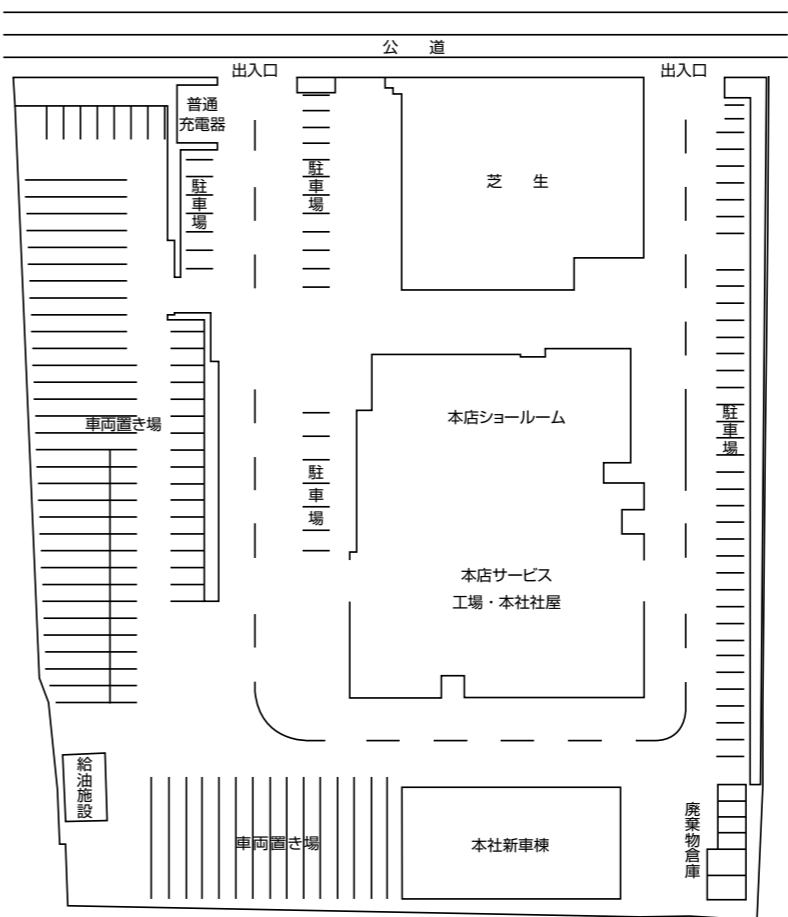 公 道
出入口
出入口
普通
充電器
駐車場
駐車場
芝 生
車両置き場
本店ショールーム
駐車場
駐車場
本店サービス
工場・本社社屋
給油施設
車両置き場
本社新車棟
廃棄物倉庫